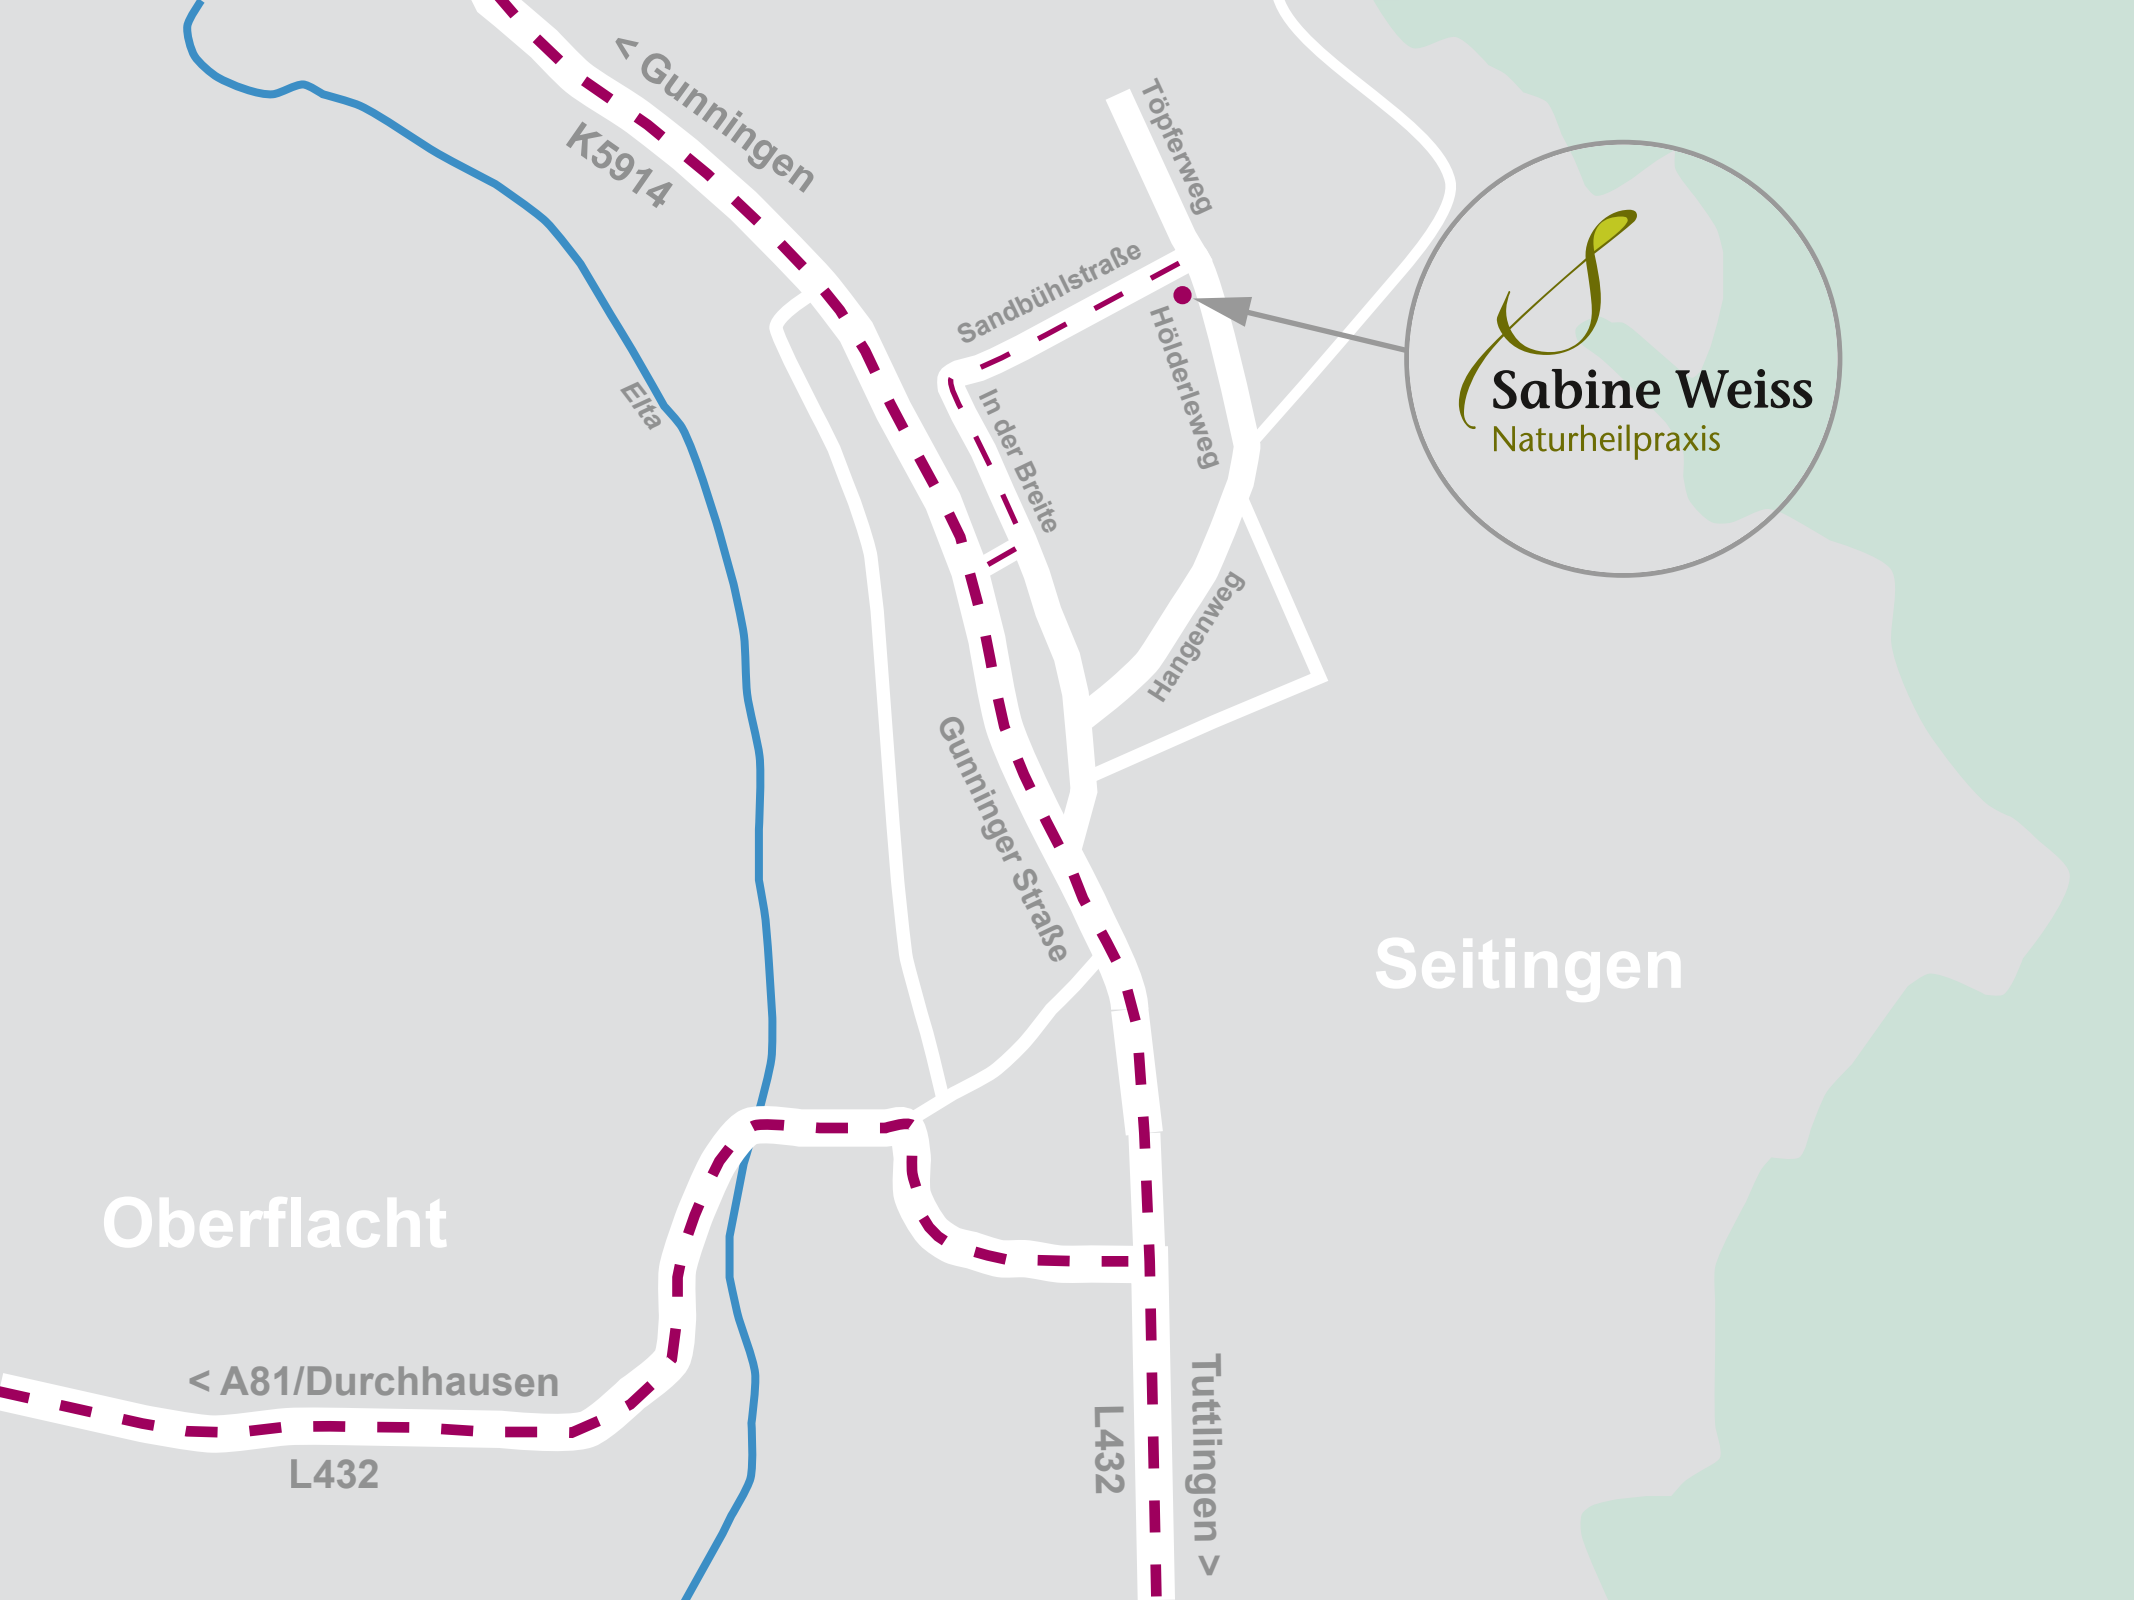 < Gunningen
K5914
Töpferweg
Sandbühlstraße
Hölderleweg
In der Breite
Elta
Sabine Weiss
Naturheilpraxis
Hangenweg
Gunninger Straße
Seitingen
Oberflacht
< A81/Durchhausen
L432
L432
Tuttlingen >